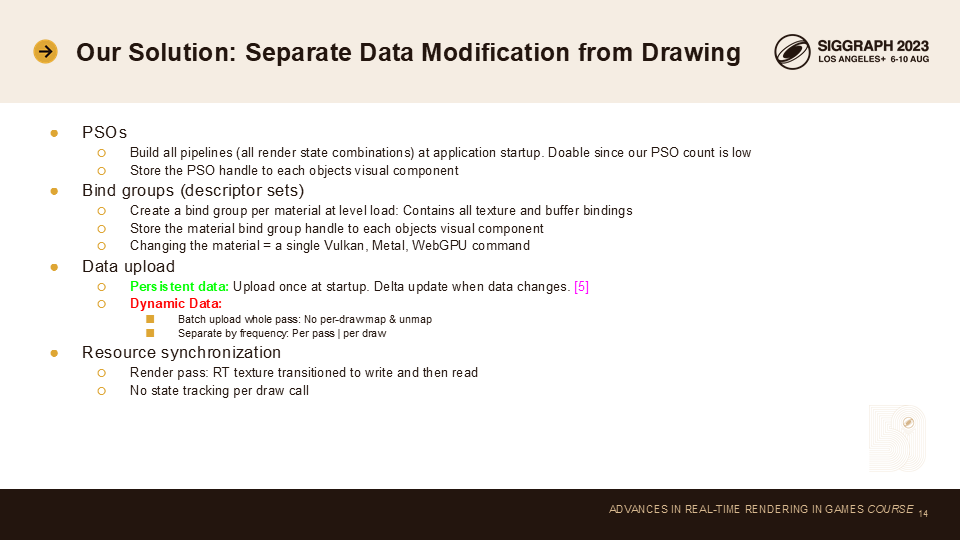 Our Solution: Separate Data Modification from Drawing
SIGGRAPH 2023
LOS ANGELES+ 6-10 AUG
PSOs
Build all pipelines (all render state combinations) at application startup. Doable since our PSO count is low
Store the PSO handle to each objects visual component
Bind groups (descriptor sets)
Create a bind group per material at level load: Contains all texture and buffer bindings
Store the material bind group handle to each objects visual component
Changing the material = a single Vulkan, Metal, WebGPU command
Data upload
Persistent data: Upload once at startup. Delta update when data changes. [5]
Dynamic Data:
Batch upload whole pass: No per-draw map & unmap
Separate by frequency: Per pass | per draw
Resource synchronization
Render pass: RT texture transitioned to write and then read
No state tracking per draw call
ADVANCES IN REAL-TIME RENDERING IN GAMES COURSE 14